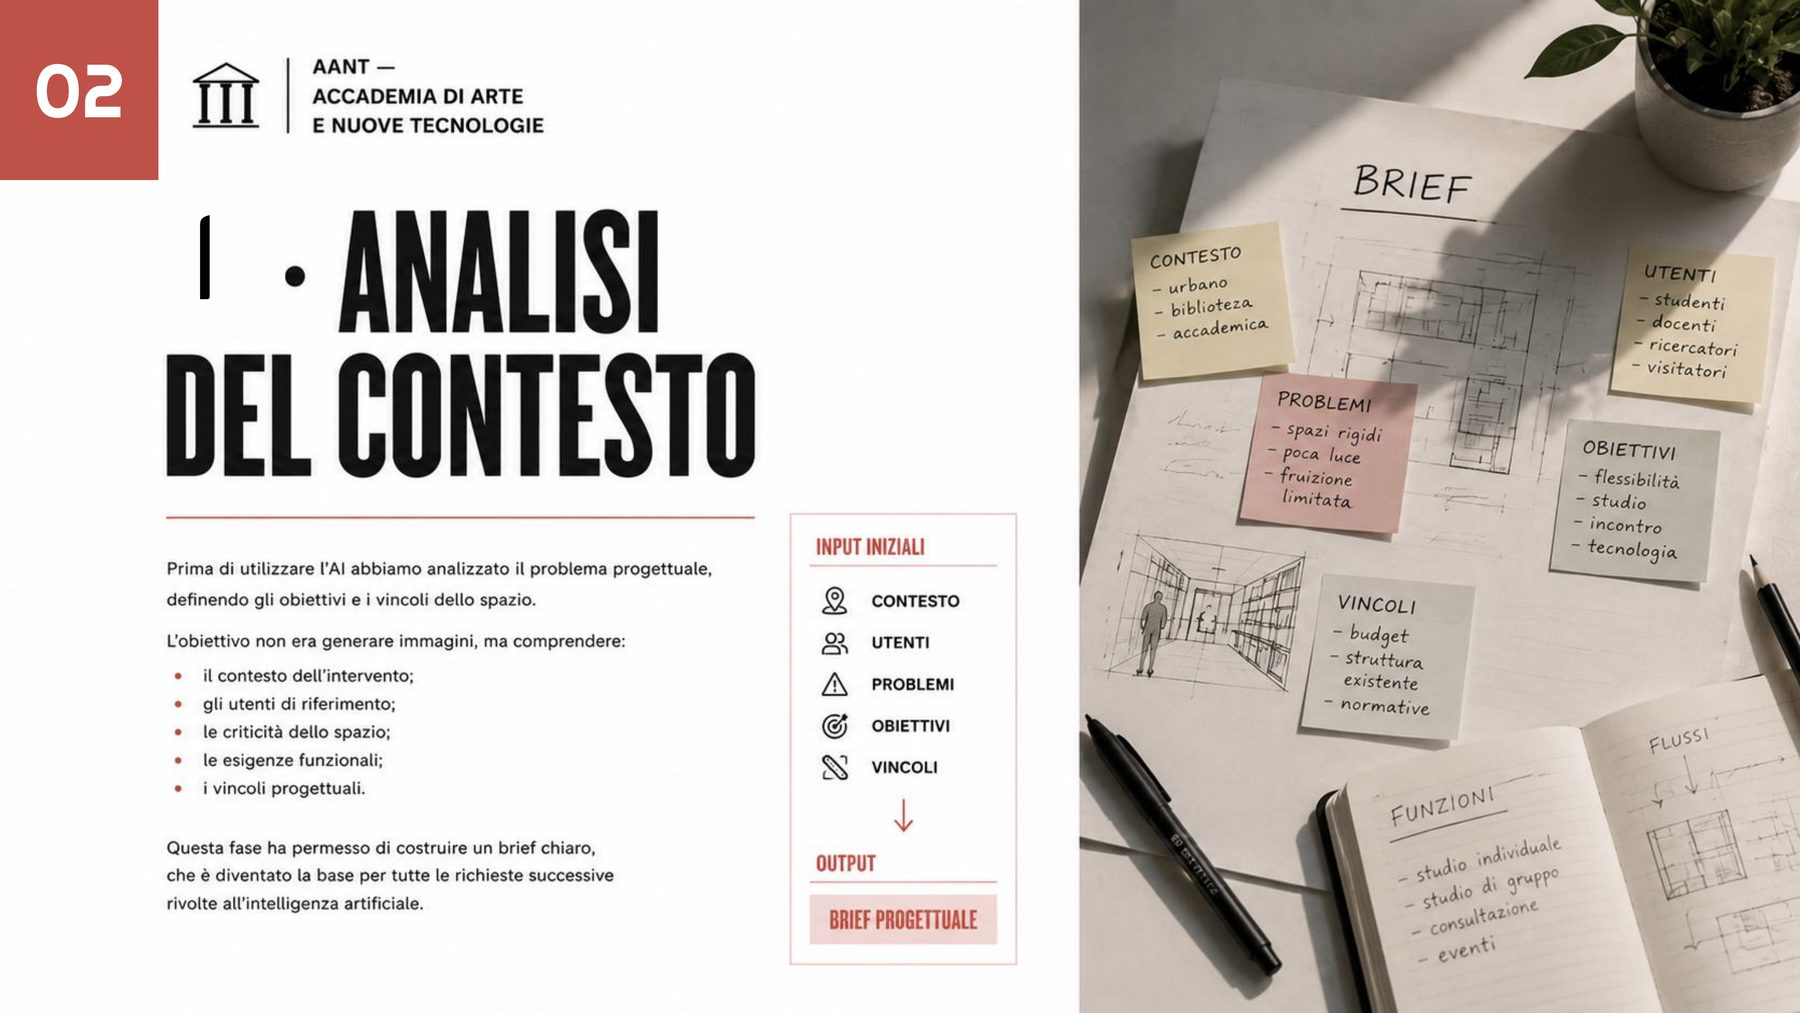 02
AANT —
ACCADEMIA DI ARTE
E NUOVE TECNOLOGIE
1 • ANALISI
DEL CONTESTO
Prima di utilizzare l'AI abbiamo analizzato il problema progettuale,
definendo gli obiettivi e i vincoli dello spazio.
L'obiettivo non era generare immagini, ma comprendere:
• il contesto dell'intervento;
• gli utenti di riferimento;
• le criticità dello spazio;
• le esigenze funzionali;
• i vincoli progettuali.
Questa fase ha permesso di costruire un brief chiaro,
che è diventato la base per tutte le richieste successive
rivolte all'intelligenza artificiale.
INPUT INIZIALI
CONTESTO
UTENTI
PROBLEMI
OBIETTIVI
VINCOLI
OUTPUT
BRIEF PROGETTUALE
BRIEF
CONTESTO
- urbano
- biblioteza
- accademica
UTENTI
- studenti
- docenti
- ricercatori
- visitatori
PROBLEMI
- spazi rigidi
- poca luce
- fruizione
limitata
OBIETTIVI
- flessibilità
- studio
- incontro
- tecnologia
VINCOLI
- budget
- struttura
existente
- normative
FUNZIONI
- studio individuale
- studio di gruppo
- consultazione
- eventi
FLUSSI